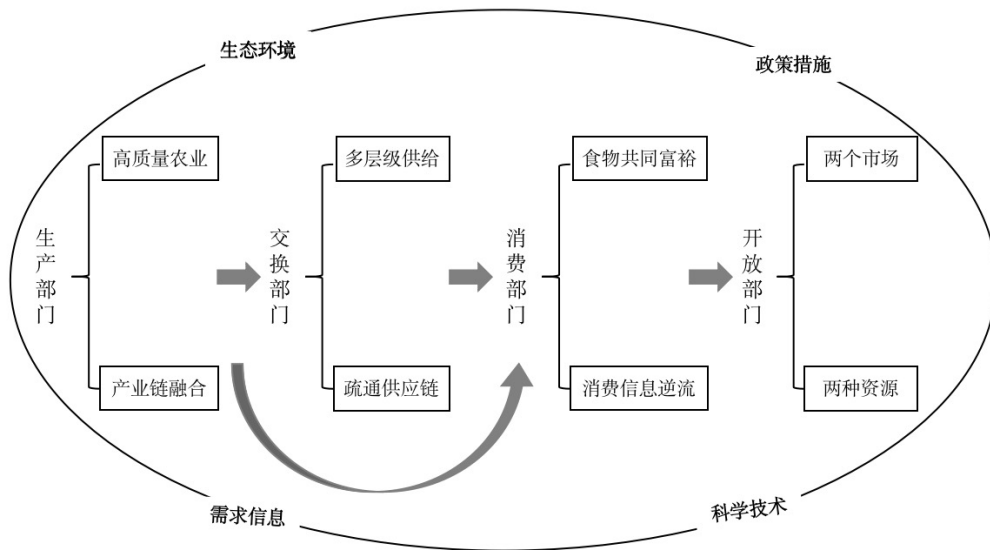 生态环境
政策措施
高质量农业
多层级供给
食物共同富裕
两个市场
生产部门
交换部门
消费部门
开放部门
产业链融合
疏通供应链
消费信息逆流
两种资源
需求信息
科学技术